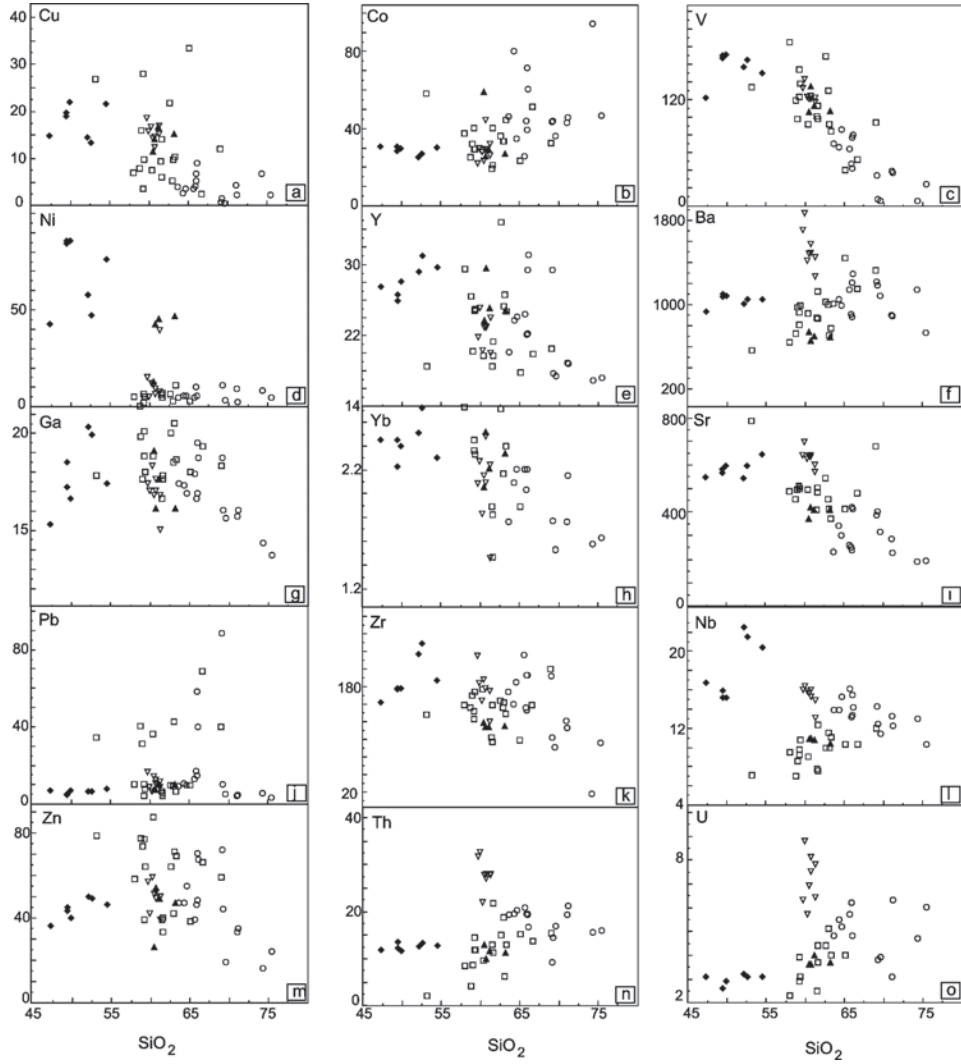 Cu
40
30
20
10
0
a
Co
80
40
0
b
V
120
c
Ni
50
0
d
Y
30
22
14
e
Ba
1800
1000
200
f
Ga
20
15
g
Yb
2.2
1.2
h
Sr
800
400
0
ı
Pb
80
40
0
j
Zr
180
20
k
Nb
20
12
4
l
Zn
80
40
0
m
Th
40
20
0
n
U
8
2
o
45 55 65 75
45 55 65 75
45 55 65 75
SiO₂ SiO₂ SiO₂